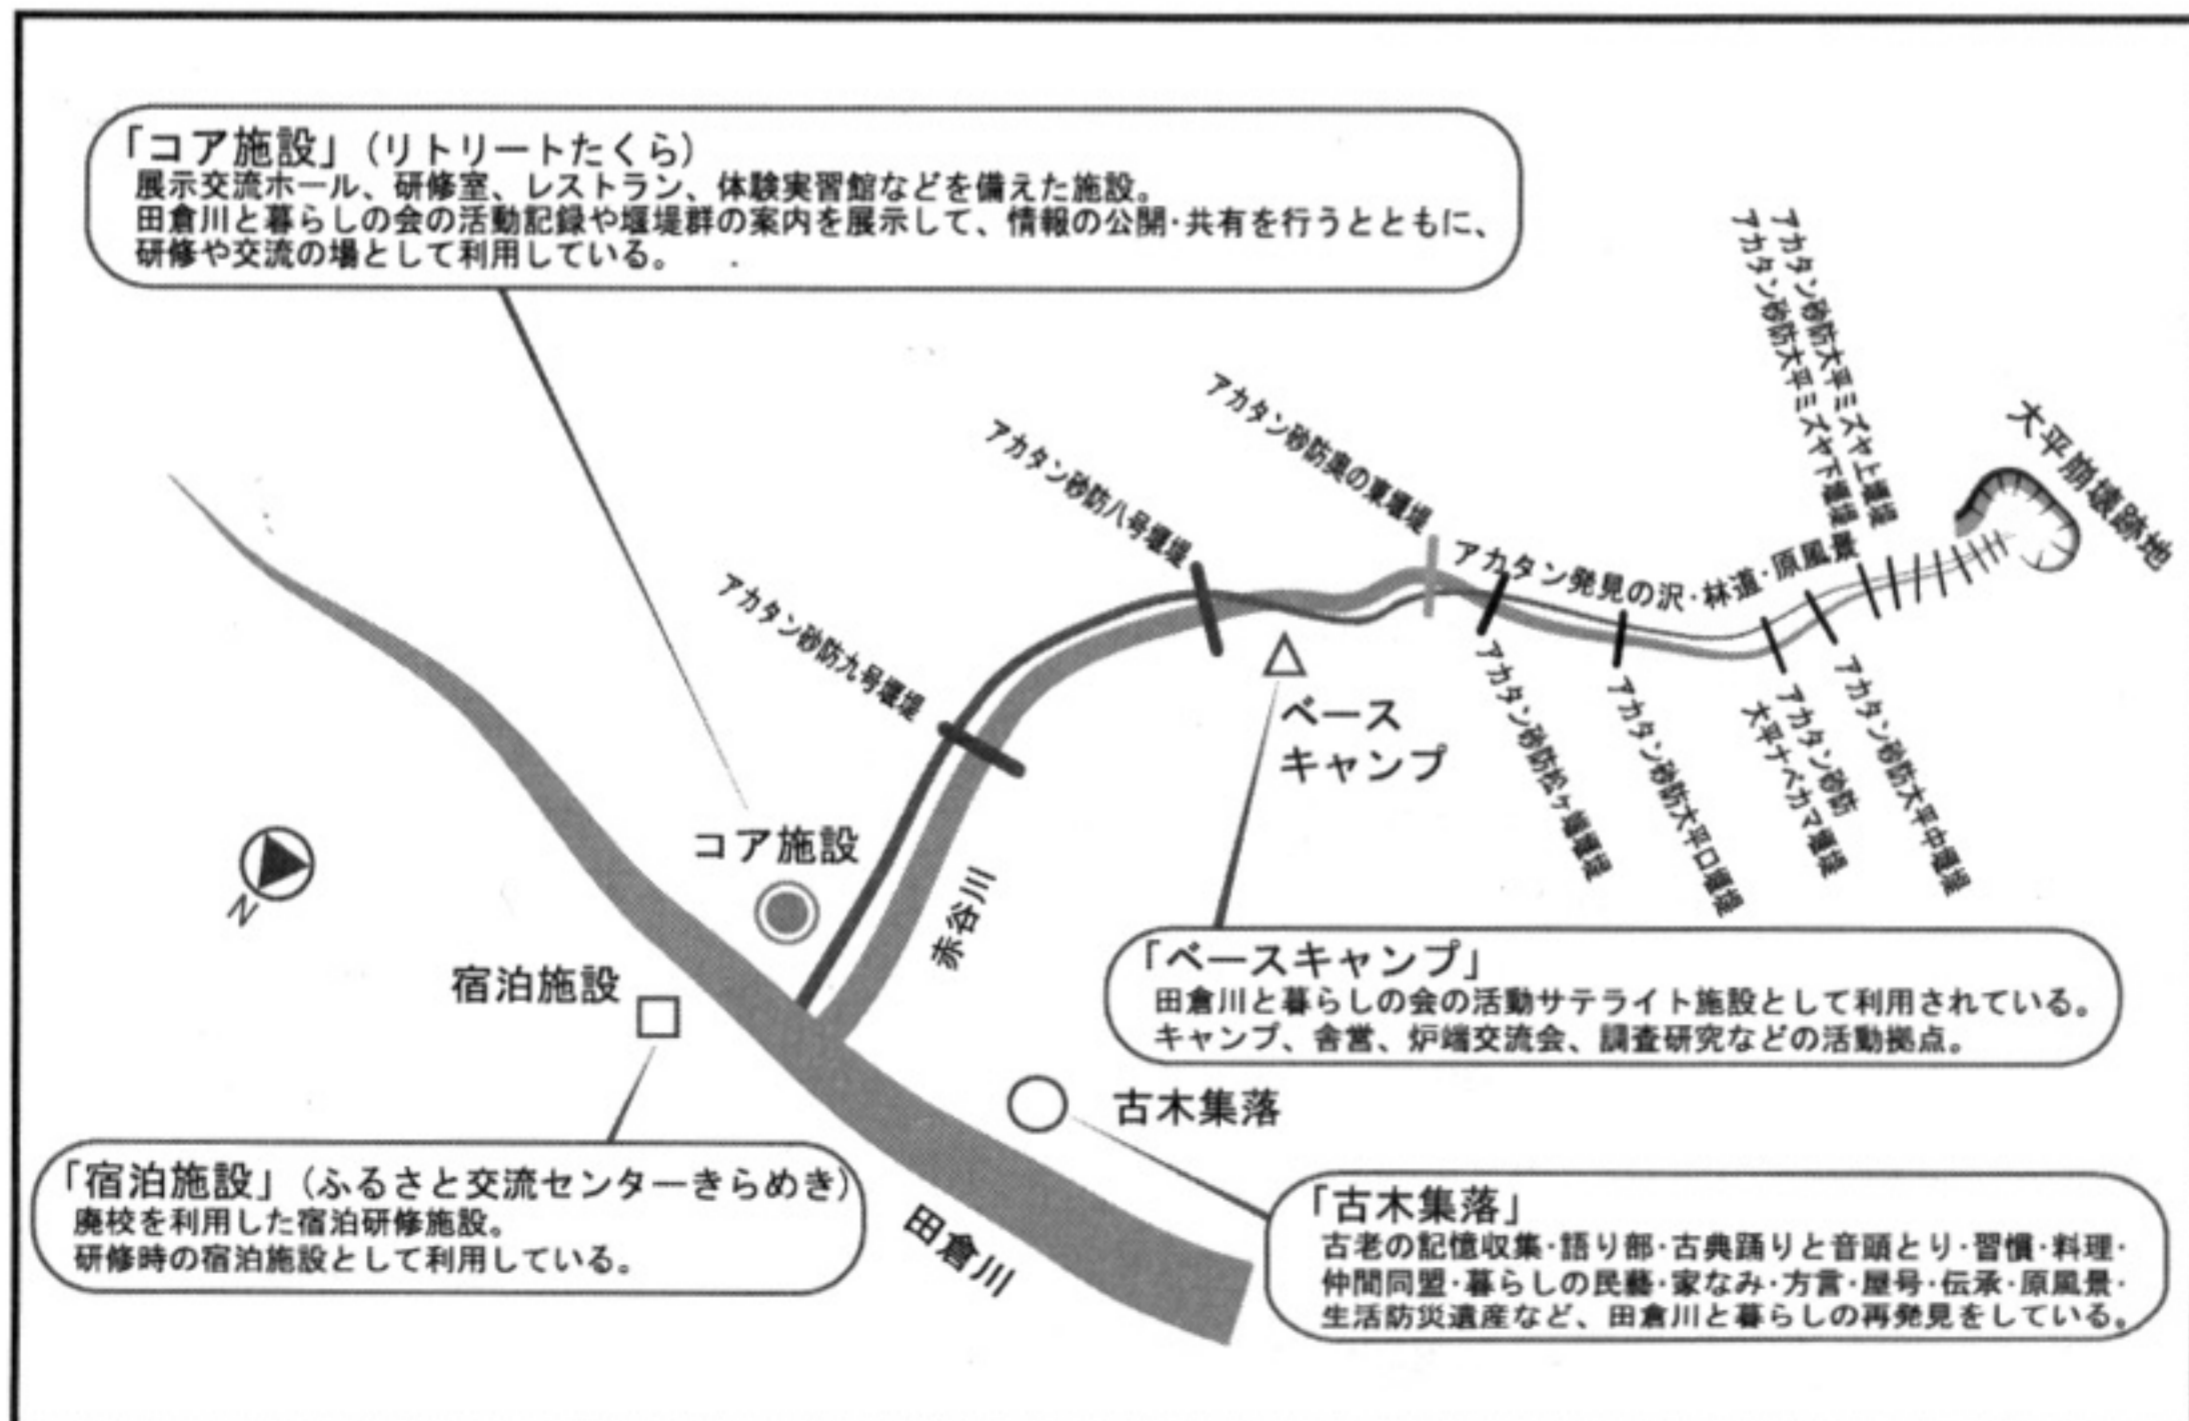 「コア施設」(リトリートたくら)
展示交流ホール、研修室、レストラン、体験実習館などを備えた施設。
田倉川と暮らしの会の活動記録や堰堤群の案内を展示して、情報の公開・共有を行うとともに、
研修や交流の場として利用している。
アカタン砂防大平ミズヤ上堰堤
アカタン砂防大平ミズヤ下堰堤
大平崩壊跡地
アカタン砂防奥の東堰堤
アカタン砂防八号堰堤
アカタン砂防九号堰堤
アカタン発見の沢・林道・原風景
ベース
キャンプ
アカタン砂防松ヶ堰堰堤
アカタン砂防大平口堰堤
アカタン砂防
大平ナベカマ堰堤
アカタン砂防大平中堰堤
コア施設
赤谷川
N
宿泊施設
「ベースキャンプ」
田倉川と暮らしの会の活動サテライト施設として利用されている。
キャンプ、舎営、炉端交流会、調査研究などの活動拠点。
古木集落
「宿泊施設」(ふるさと交流センターきらめき)
廃校を利用した宿泊研修施設。
研修時の宿泊施設として利用している。
田倉川
「古木集落」
古老の記憶収集・語り部・古典踊りと音頭とり・習慣・料理・
仲間同盟・暮らしの民藝・家なみ・方言・屋号・伝承・原風景・
生活防災遺産など、田倉川と暮らしの再発見をしている。